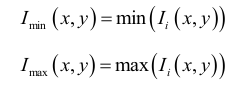 I_min (x, y) = min(I_i (x, y))
I_max (x, y) = max(I_i (x, y))